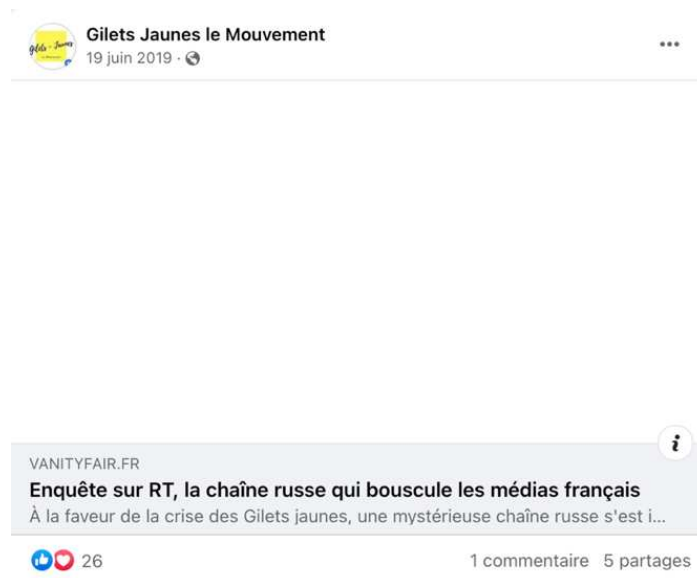 Gilets Jaunes le Mouvement
19 juin 2019 ·
Gilets - Jaunes
VANITYFAIR.FR
Enquête sur RT, la chaîne russe qui bouscule les médias français
À la faveur de la crise des Gilets jaunes, une mystérieuse chaîne russe s'est i...
26
1 commentaire 5 partages